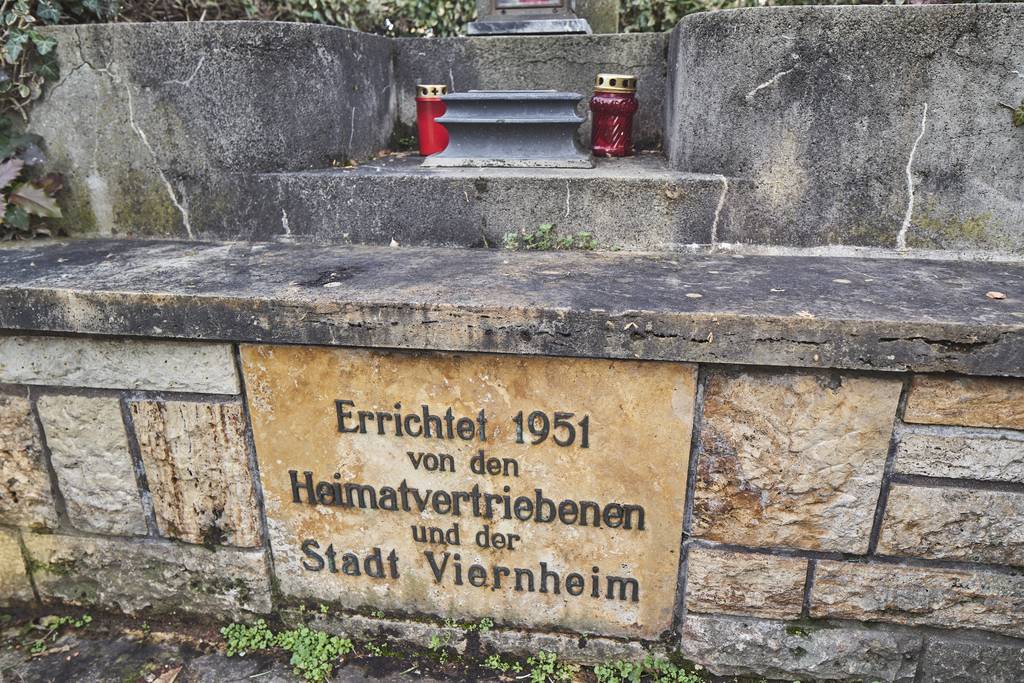 Errichtet 1951
von den
Heimatvertriebenen
und der
Stadt Viernheim